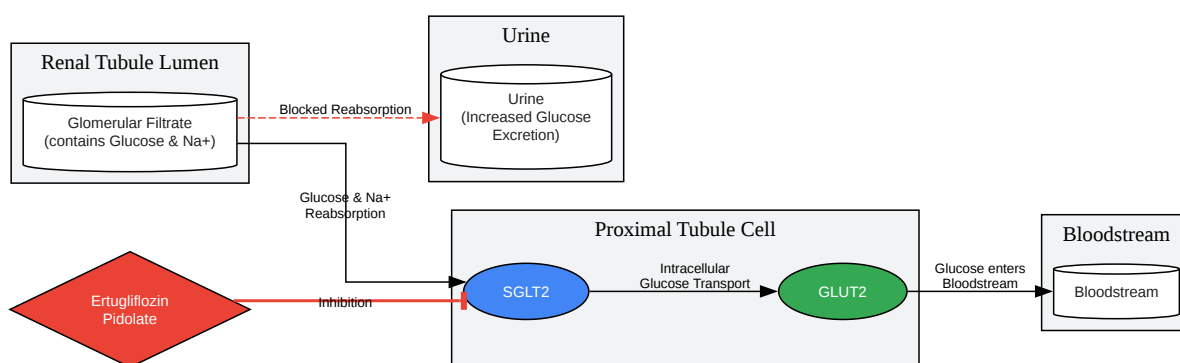 Urine
Renal Tubule Lumen
Urine
(Increased Glucose
Excretion)
Blocked Reabsorption
Glomerular Filtrate
(contains Glucose & Na+)
Glucose & Na+
Reabsorption
Proximal Tubule Cell
Bloodstream
Ertugliflozin
Pidolate
Inhibition
SGLT2
Intracellular
Glucose Transport
GLUT2
Glucose enters
Bloodstream
Bloodstream